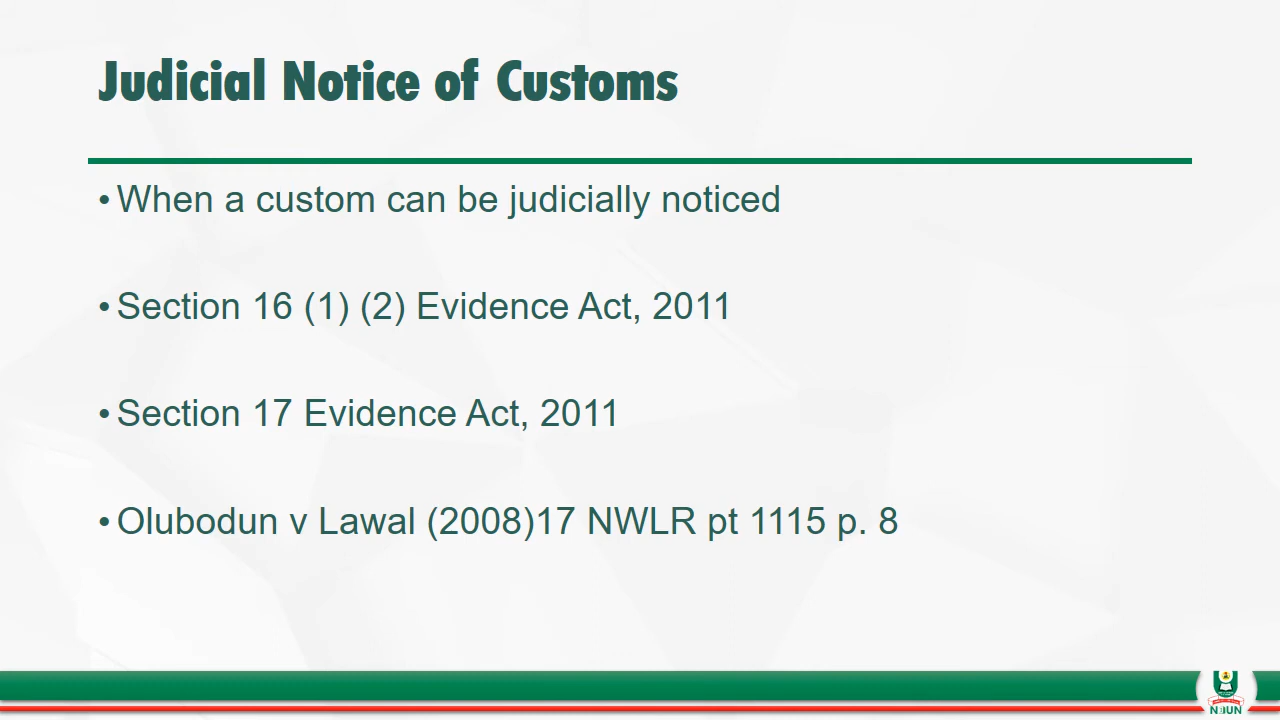 Judicial Notice of Customs
• When a custom can be judicially noticed
• Section 16 (1) (2) Evidence Act, 2011
• Section 17 Evidence Act, 2011
• Olubodun v Lawal (2008)17 NWLR pt 1115 p. 8